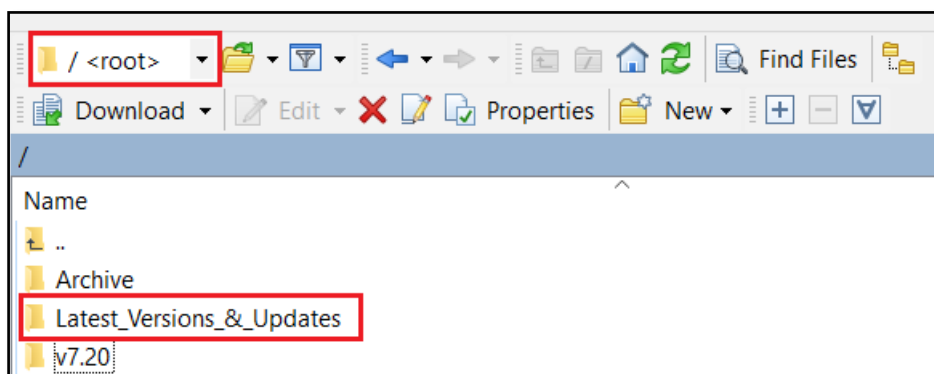 / <root> Find Files
Download Edit Properties New
/
Name
..
Archive
Latest_Versions_&_Updates
v7.20